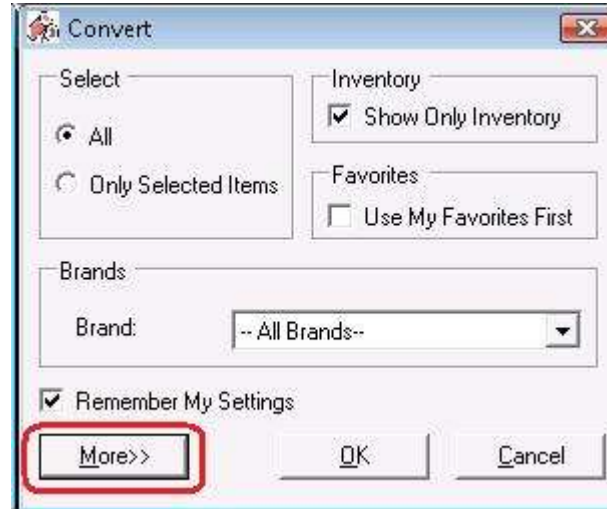 Convert
Select
All
Only Selected Items
Inventory
Show Only Inventory
Favorites
Use My Favorites First
Brands
Brand:
-- All Brands--
Remember My Settings
More>>
OK
Cancel